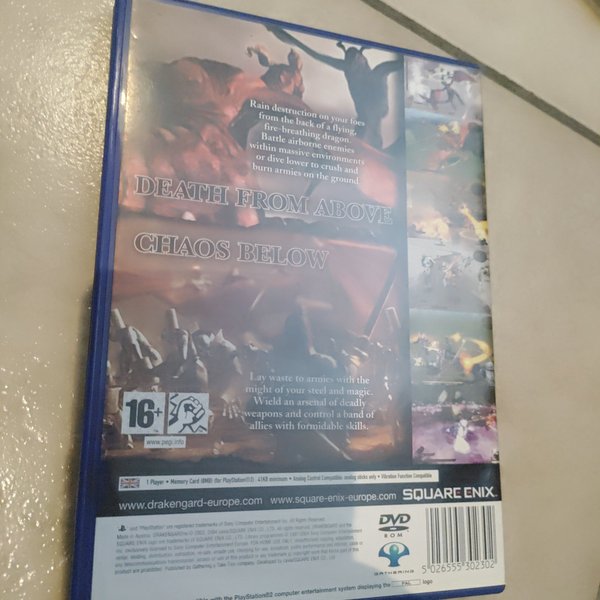 Rain destruction on your foes
from the back of a flying,
fire-breathing dragon.
Battle airborne enemies
within massive environments
or dive lower to crush and
burn armies on the ground.
DEATH FROM ABOVE
CHAOS BELOW
Lay waste to armies with the
might of your steel and magic.
Wield an arsenal of deadly
weapons and control a band of
allies with formidable skills.
16+
www.pegi.info
1 Player • Memory Card (8MB) (for PlayStation®2) : 41KB minimum • Analog Control Compatible: analog sticks only • Vibration Function Compatible
www.drakengard-europe.com www.square-enix-europe.com SQUARE ENIX
DVD
ROM
GATHERING
5 026555 302302
PAL